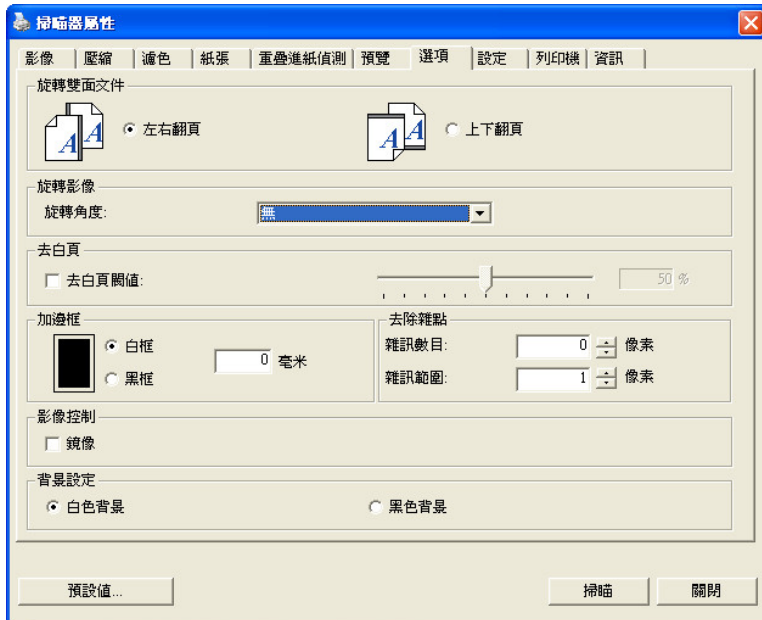 掃瞄器屬性
影像 壓縮 濾色 紙張 重疊進紙偵測 預覽 選項 設定 列印機 資訊
旋轉雙面文件
A A 左右翻頁 A A 上下翻頁
旋轉影像
旋轉角度: 無
去白頁
去白頁閾值: 50 %
加邊框 去除雜點
白框 0 毫米 雜訊數目: 0 像素
黑框 雜訊範圍: 1 像素
影像控制
鏡像
背景設定
白色背景 黑色背景
預設值... 掃瞄 關閉